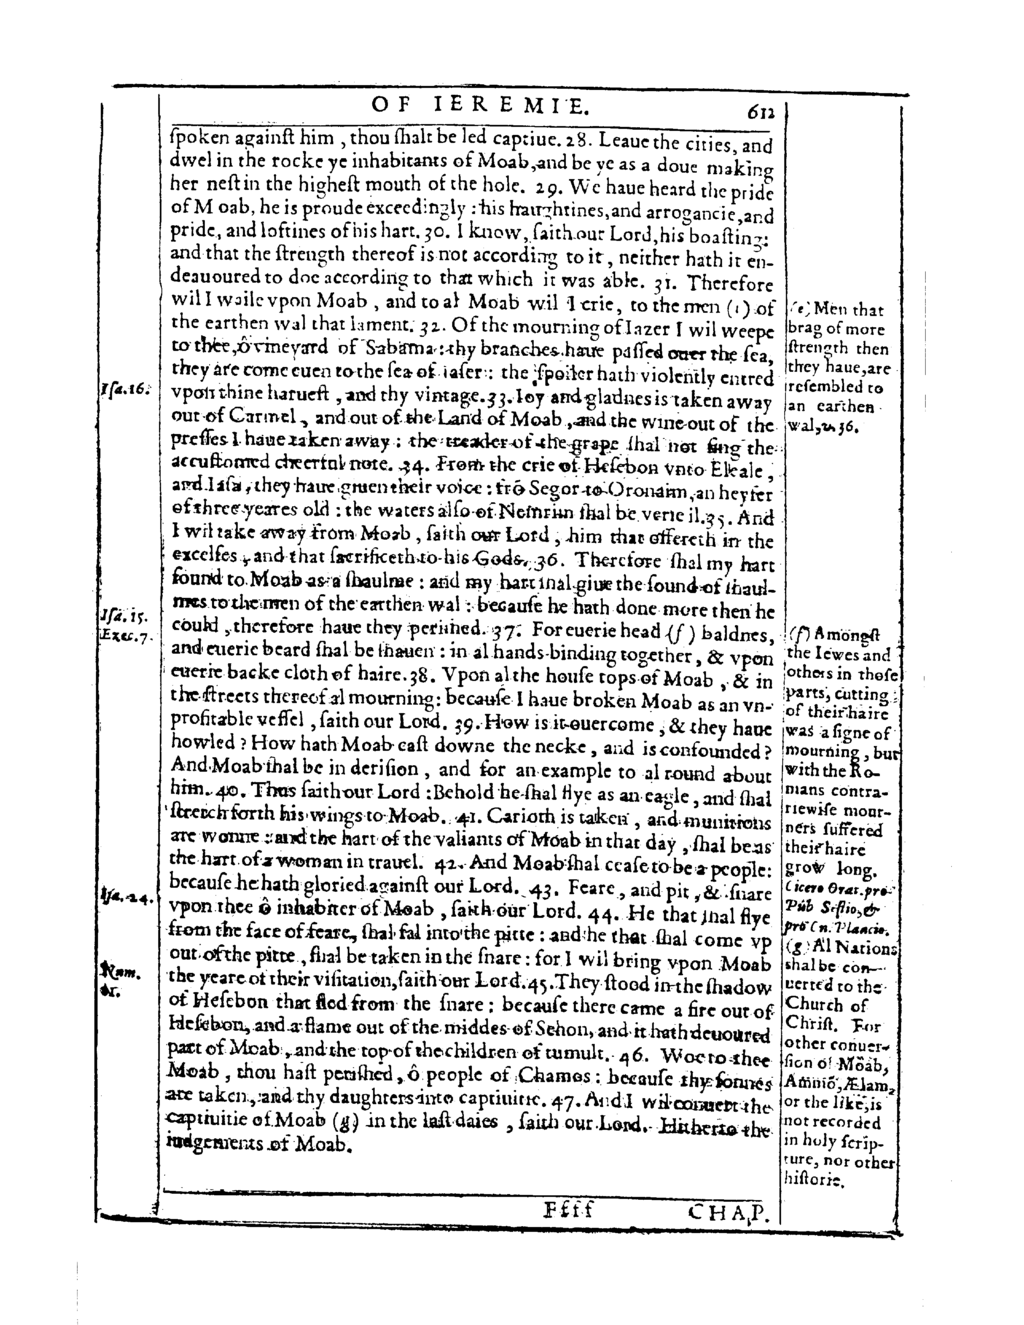 OF IEREMIE. 612
ſpoken againſt him, thou ſhalt be led captiue. 28. Leaue the cities, and
dwel in the rocke ye inhabitants of Moab, and be ye as a doue making
her neſt in the higheſt mouth of the hole. 29. We haue heard the pride
of Moab, he is proude exceedingly: his hautghtines, and arrogancie, and
pride, and loftines of his hart. 30. I know, ſaith our Lord, his boaſting:
and that the ſtrength thereof is not according to it, neither hath it en-
deauoured to doe according to that which it was able. 31. Therefore
wil I waile vpon Moab, and to al Moab wil I crie, to the men (e) of
the earthen wal that lament. 32. Of the mourning of Iazer I wil weepe
to thee, ô vineyard of Sabama: thy branches haue paſſed ouer the ſea,
they are come euen to the ſea of iaſer: the ſpoiler hath violently entred
vpon thine harueſt, and thy vintage. 33. Ioy and gladnes is taken away
out of Carmel, and out of the Land of Moab, and the wine out of the
preſſes I haue taken away: the treader of the grape ſhal not ſing the
accuſtomed cheerful note. 34. From the crie of Heſebon vnto Eleale,
and Iaſa, they haue giuen their voice: frō Segor to Oronaim, an heyfer
of three yeares old: the waters alſo of Nemrim ſhal be verie il. 35. And
I wil take away from Moab, ſaith our Lord, him that offereth in the
excelſes, and that ſacrificeth to his Gods. 36. Therefore ſhal my hart
ſound to Moab as a ſhaulme: and my hart ſhal giue the ſound of ſhaul-
mes to the men of the earthen wal: becauſe he hath done more then he
could, therefore haue they periſhed. 37. For euerie head (f) baldnes,
and euerie beard ſhal be ſhauen: in al hands binding together, & vpon
euerie backe cloth of haire. 38. Vpon al the houſe tops of Moab, & in
the ſtreets thereof al mourning: becauſe I haue broken Moab as an vn-
profitable veſſel, ſaith our Lord. 39. How is it ouercome, & they haue
howled? How hath Moab caſt downe the necke, and is confounded?
And Moab ſhal be in deriſion, and for an example to al round about
him. 40. Thus ſaith our Lord: Behold he ſhal flye as an eagle, and ſhal
ſtretch forth his wings to Moab. 41. Carioth is taken, and munitions
are wonne: and the hart of the valiants of Moab in that day, ſhal be as
the hart of a woman in trauel. 42. And Moab ſhal ceaſe to be a people:
becauſe he hath gloried againſt our Lord. 43. Feare, and pit, & ſnare
vpon thee ô inhabiter of Moab, ſaith our Lord. 44. He that ſhal flye
from the face of feare, ſhal fal into the pitte: and he that ſhal come vp
out of the pitte, ſhal be taken in the ſnare: for I wil bring vpon Moab
the yeare of their viſitation, ſaith our Lord. 45. They ſtood in the ſhadow
of Heſebon that fled from the ſnare: becauſe there came a fire out of
Heſebon, and a flame out of the middes of Sehon, and it hath deuoured
part of Moab, and the top of the children of tumult. 46. Woe to thee
Moab, thou haſt periſhed, ô people of Chamos: becauſe thy ſonnes
are taken, and thy daughters into captiuitie. 47. And I wil conuert the
captiuitie of Moab (g) in the laſt daies, ſaith our Lord. Hitherto the
iudgements of Moab.
Ffff CHAP.
Iſa. 16.
Iſa. 15.
Ezec. 7.
Iſa. 24.
Num.
(e) Men that
brag of more
ſtrength then
they haue, are
reſembled to
an earthen
wal, v. 36.
(f) Amongſt
the Iewes and
others in thoſe
parts, cutting
of their haire
was a ſigne of
mourning, but
with the Ro-
mans contra-
riewiſe mour-
ners ſuffered
their haire
grow long.
Cicero Orat. pro
Pub Seſtio, &
pro Cn. Plancio.
(g) Al Nations
shal be con-
uerted to the
Church of
Chriſt. For
other conuer-
ſion of Moab,
Ammō, Ælam,
or the like, is
not recorded
in holy ſcrip-
ture, nor other
hiſtorie.